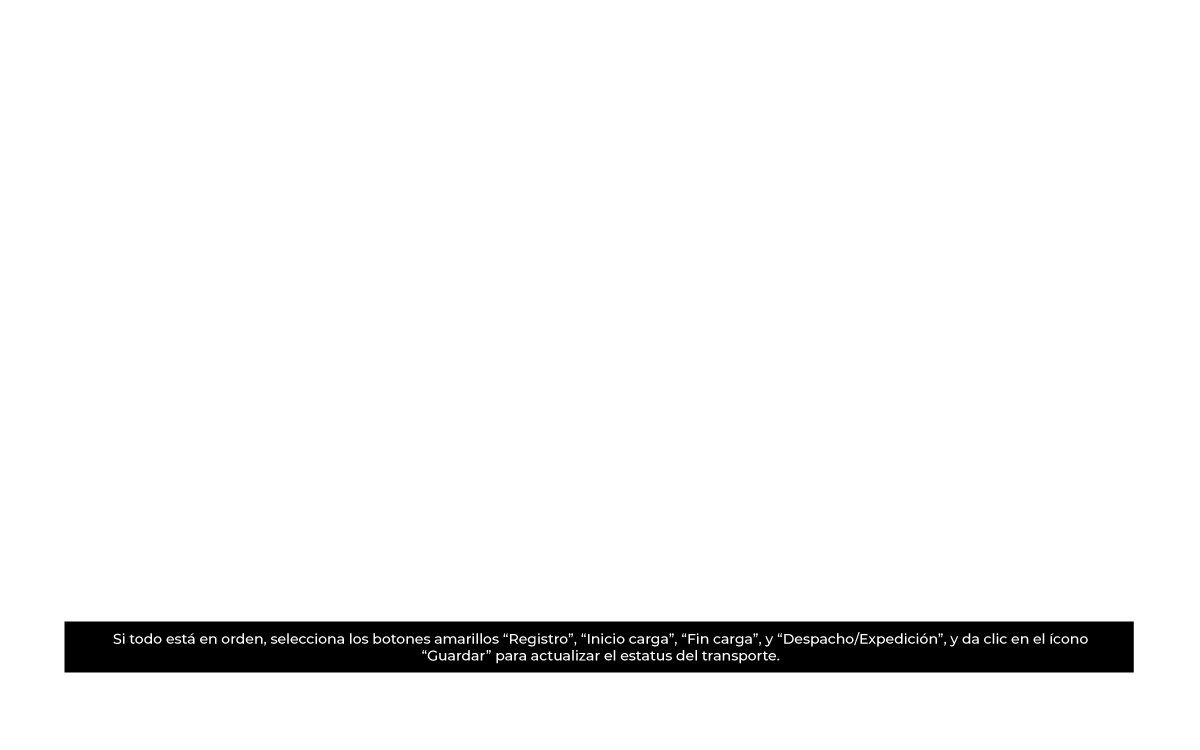 Si todo está en orden, selecciona los botones amarillos “Registro”, “Inicio carga”, “Fin carga”, y “Despacho/Expedición”, y da clic en el ícono
“Guardar” para actualizar el estatus del transporte.